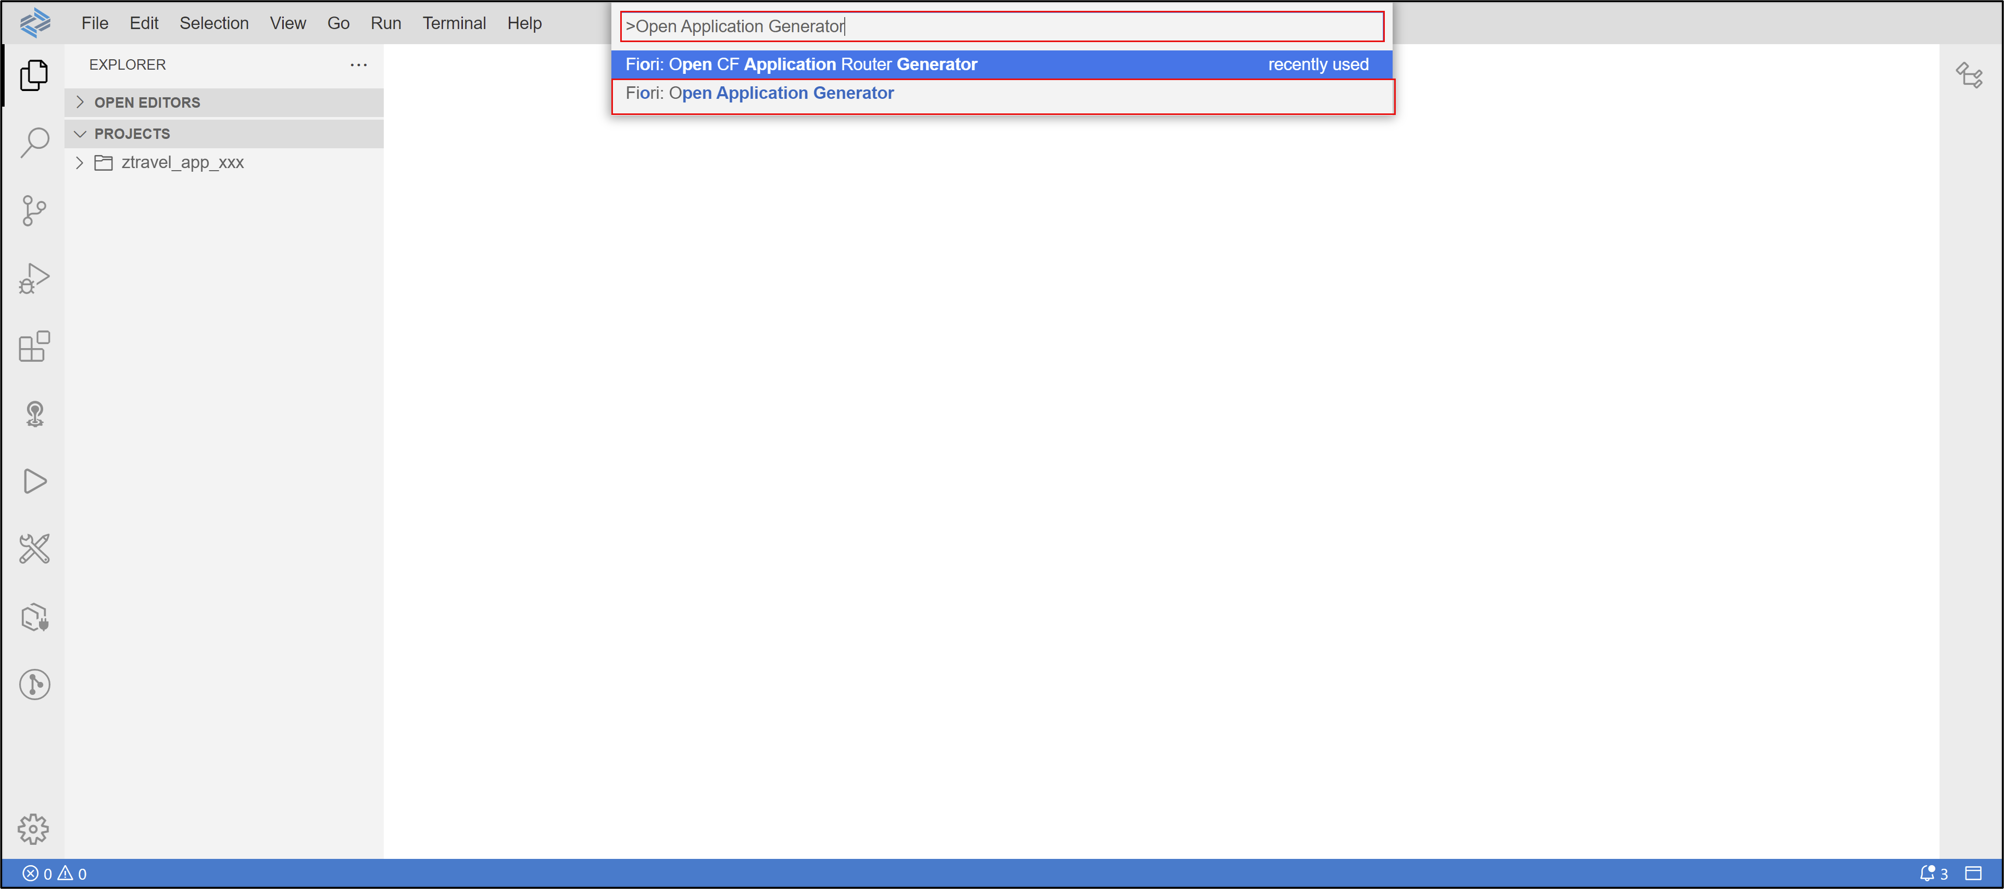 File Edit Selection View Go Run Terminal Help
>Open Application Generator
Fiori: Open CF Application Router Generator recently used
Fiori: Open Application Generator
EXPLORER
OPEN EDITORS
PROJECTS
ztravel_app_xxx
0 0 3